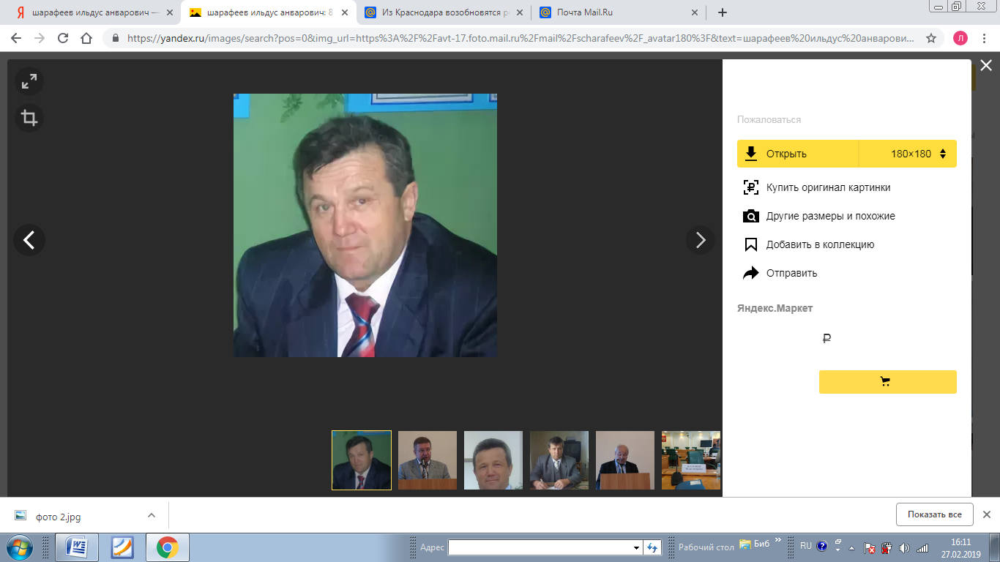 шарафеев ильдус анварович —
шарафеев ильдус анварович: 8
Из Краснодара возобновятся р
Почта Mail.Ru
https://yandex.ru/images/search?pos=0&img_url=https%3A%2F%2Favt-17.foto.mail.ru%2Fmail%2Fscharafeev%2F_avatar180%3F&text=шарафеев%20ильдус%20анварови...
Л
Пожаловаться
Открыть 180×180
Купить оригинал картинки
Другие размеры и похожие
Добавить в коллекцию
Отправить
Яндекс.Маркет
₽
фото 2.jpg
Показать все
Адрес
Рабочий стол
Биб
RU
16:11
27.02.2019